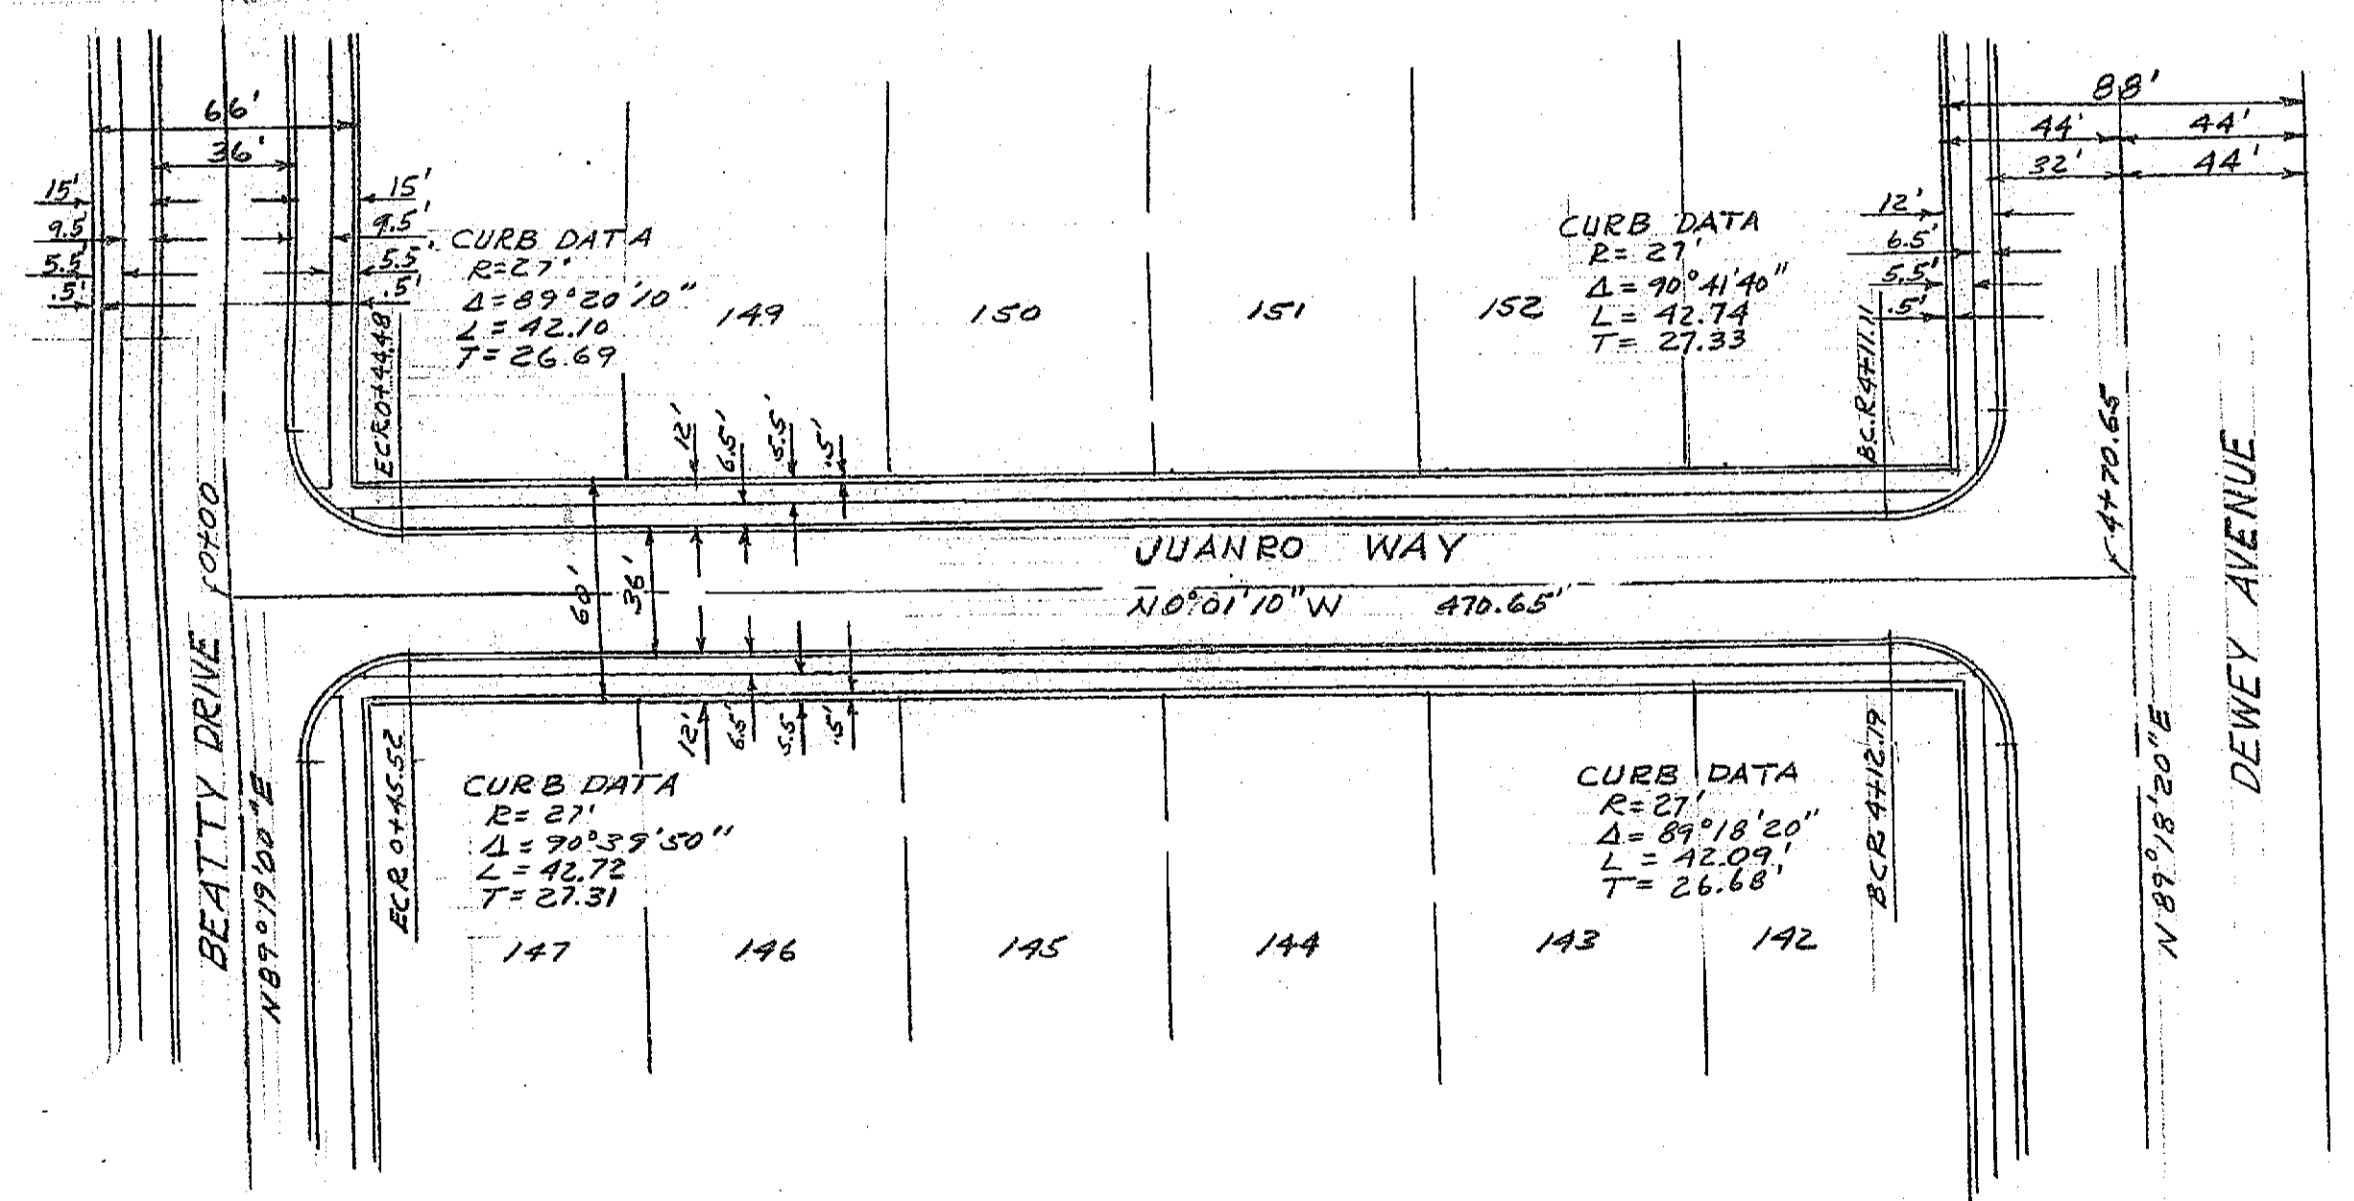 66'
36'
15'
9.5'
5.5'
.5'
15'
9.5'
5.5'
.5'
88'
44' 44'
32' 44'
12'
6.5'
5.5'
.5'
CURB DATA
R=27'
Δ=89°20'10"
L=42.10
T=26.69
CURB DATA
R=27'
Δ=90°41'40"
L=42.74
T=27.33
149 150 151 152
ECR 0+44.48
B.C.R 4+11.11
12' 6.5' 5.5' .5'
0+00
4+70.65
60' 36'
JUANRO WAY
N0°01'10"W 470.65'
12' 6.5' 5.5' .5'
BEATTY DRIVE
N89°19'00"E
DEWEY AVENUE
N89°18'20"E
ECR 0+45.52
BCR 4+12.19
CURB DATA
R=27'
Δ=90°39'50"
L=42.72
T=27.31
CURB DATA
R=27'
Δ=89°18'20"
L=42.09'
T=26.68'
147 146 145 144 143 142